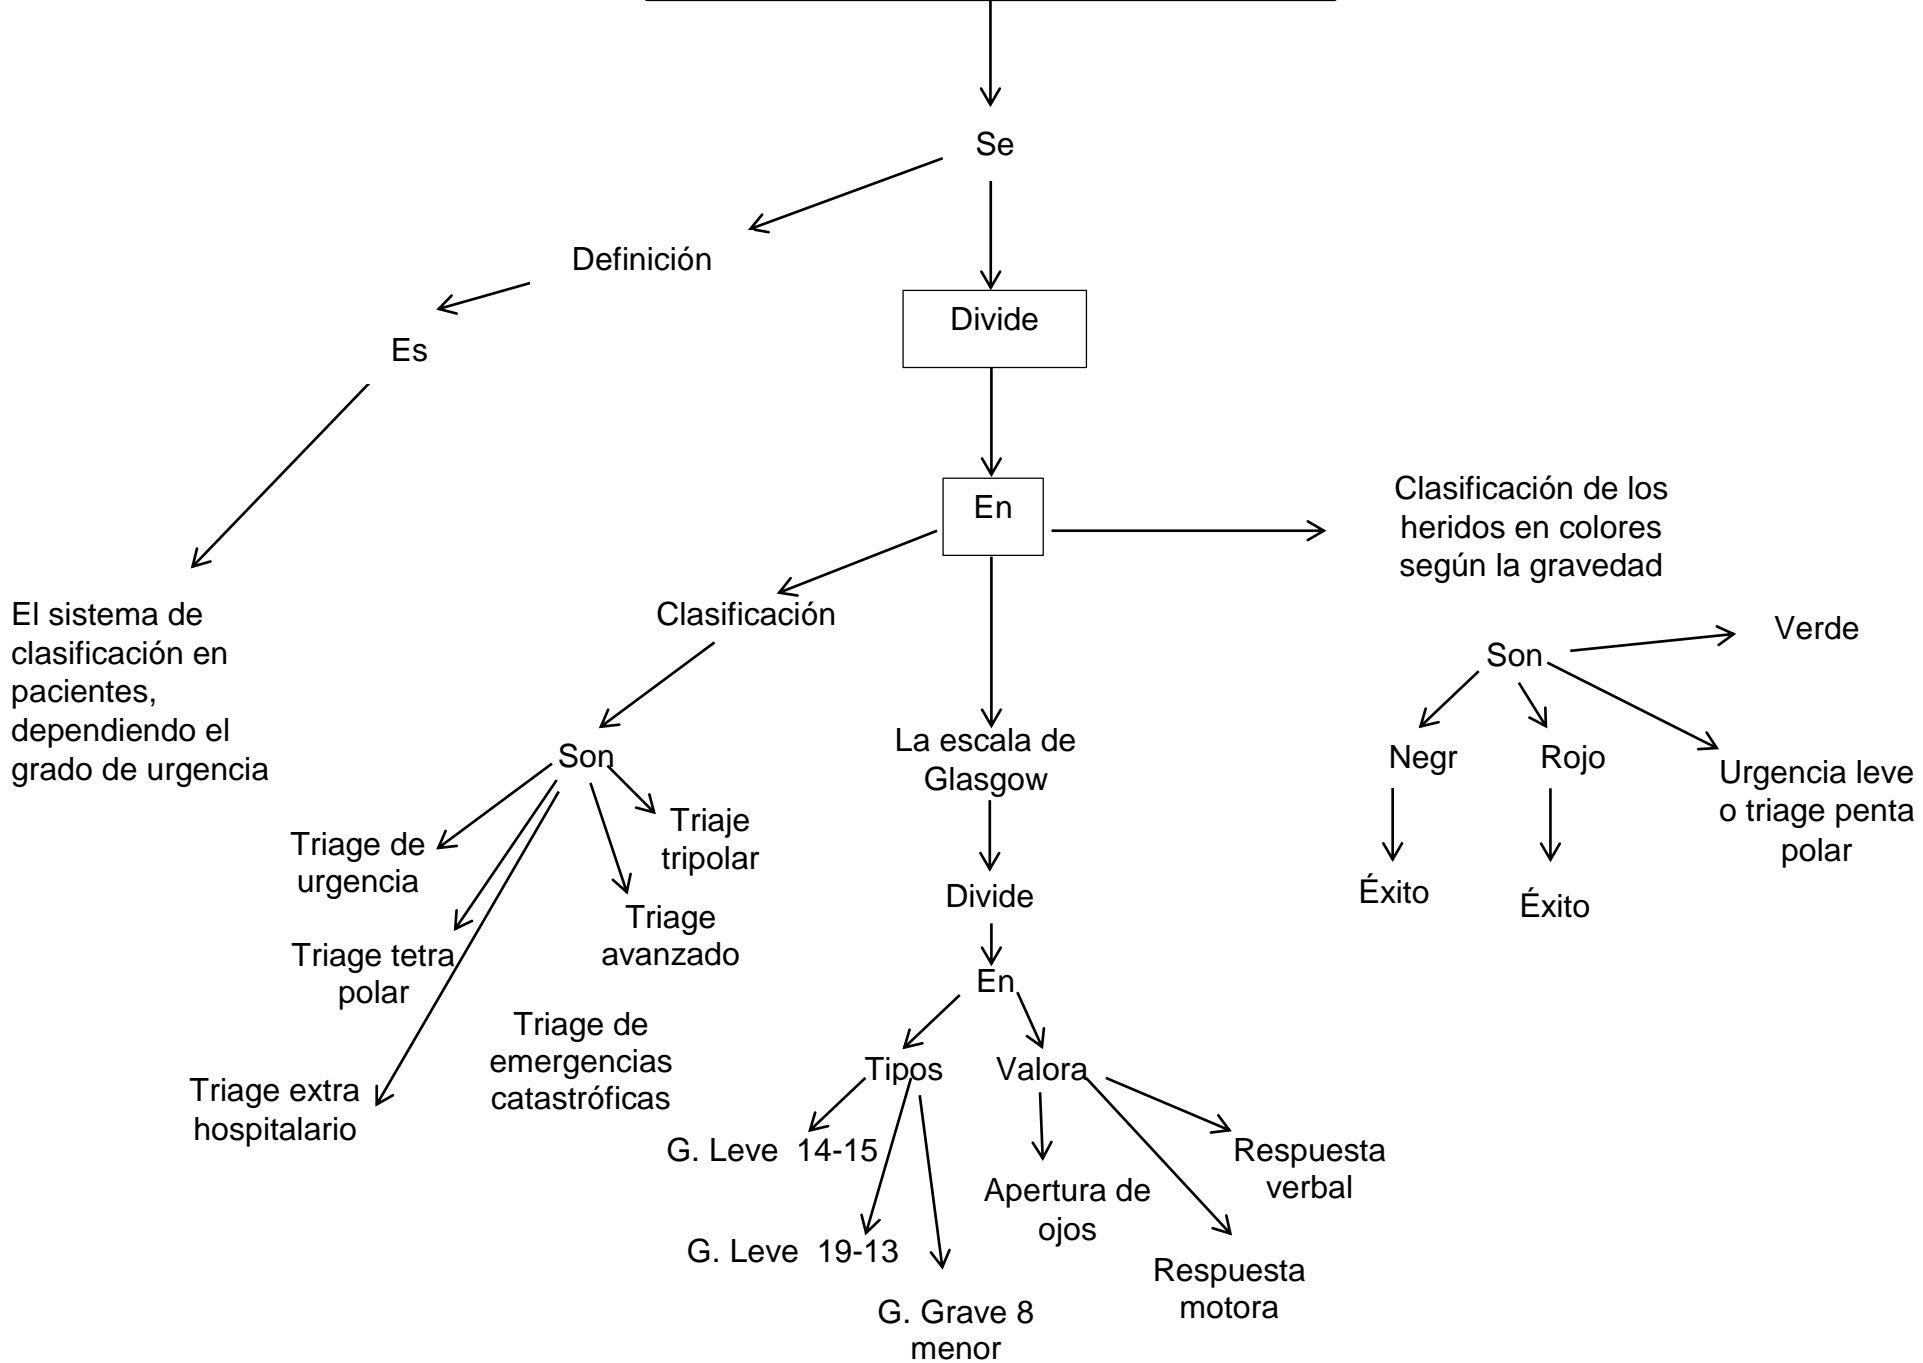 Se
Definición
Divide
Es
En
Clasificación de los
heridos en colores
según la gravedad
El sistema de
clasificación en
pacientes,
dependiendo el
grado de urgencia
Clasificación
Son
Verde
Son
Negr
Rojo
Urgencia leve
o triage penta
polar
Éxito
Éxito
Triage de
urgencia
Triaje
tripolar
Triage tetra
polar
Triage
avanzado
Triage extra
hospitalario
Triage de
emergencias
catastróficas
La escala de
Glasgow
Divide
En
Tipos
Valora
G. Leve 14-15
G. Leve 19-13
G. Grave 8
menor
Apertura de
ojos
Respuesta
verbal
Respuesta
motora